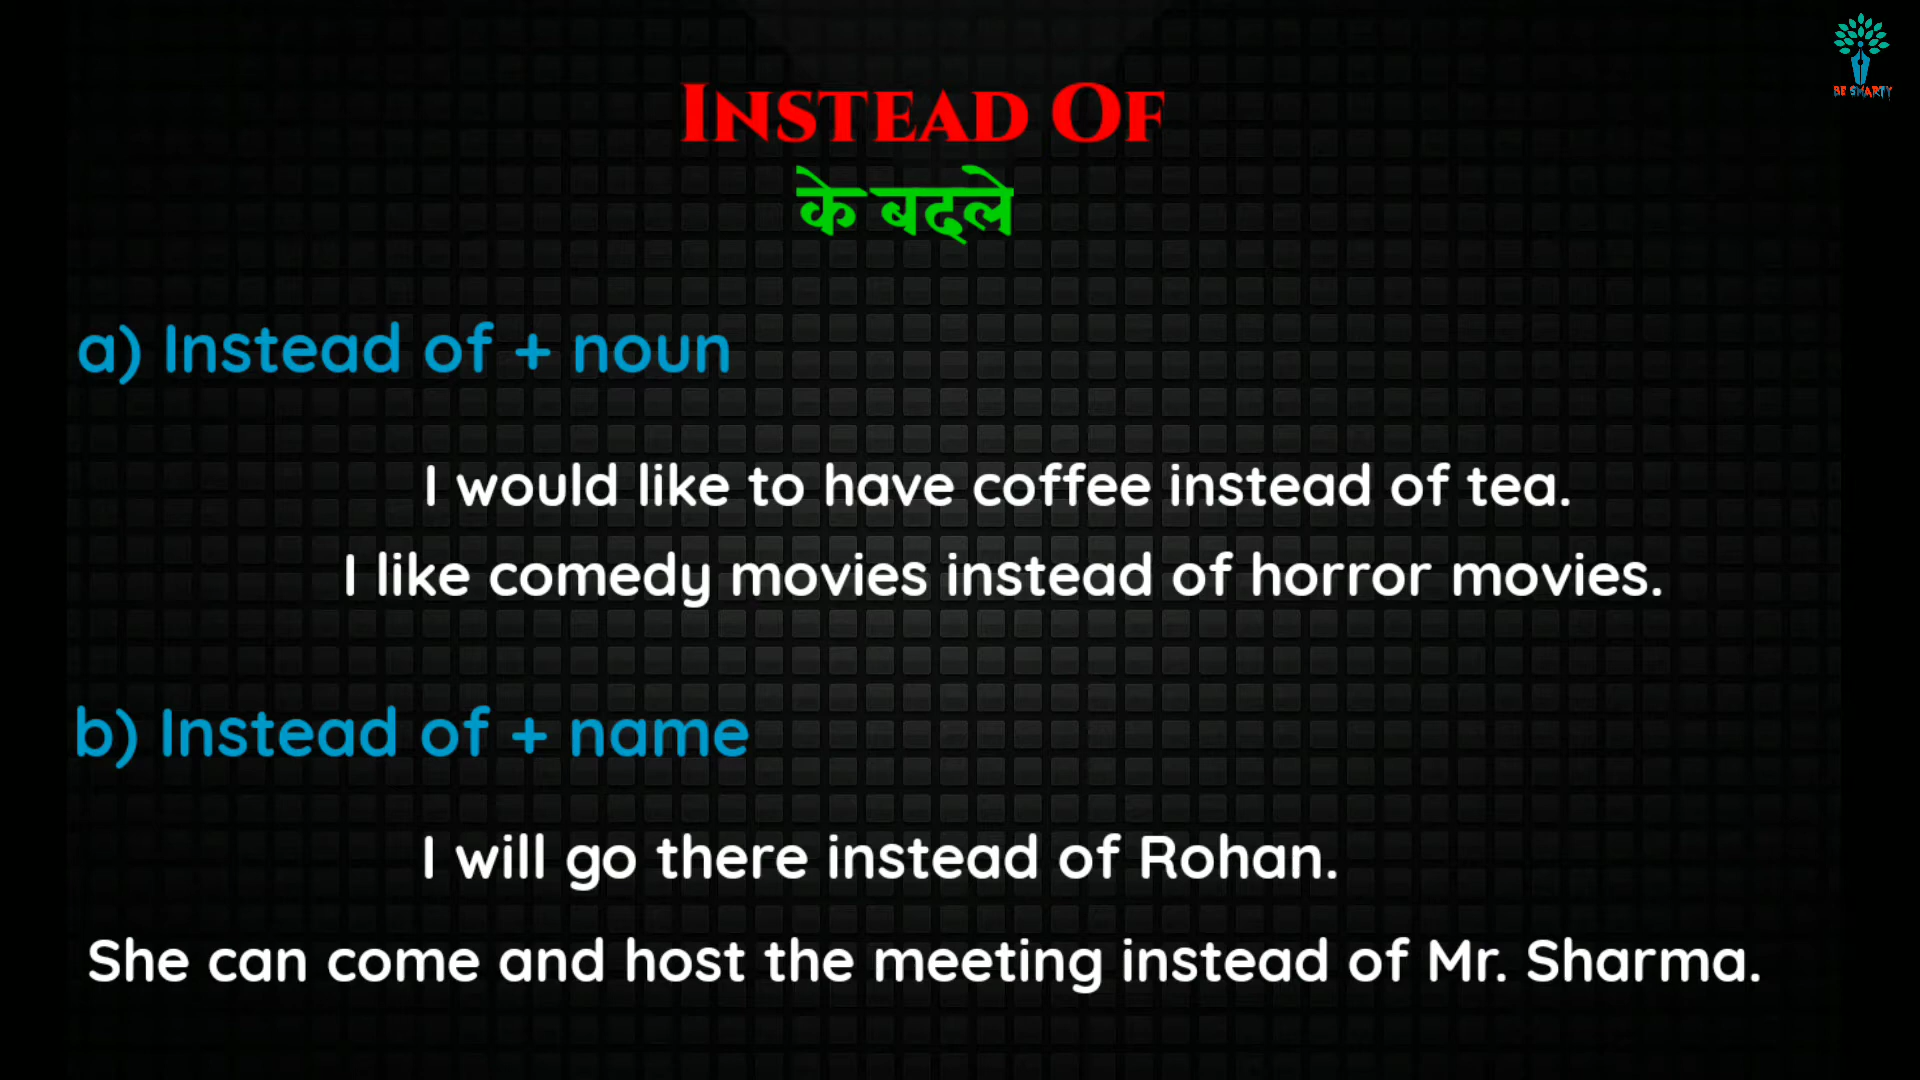 BE SMARTY
INSTEAD OF
के बदले
a) Instead of + noun
I would like to have coffee instead of tea.
I like comedy movies instead of horror movies.
b) Instead of + name
I will go there instead of Rohan.
She can come and host the meeting instead of Mr. Sharma.